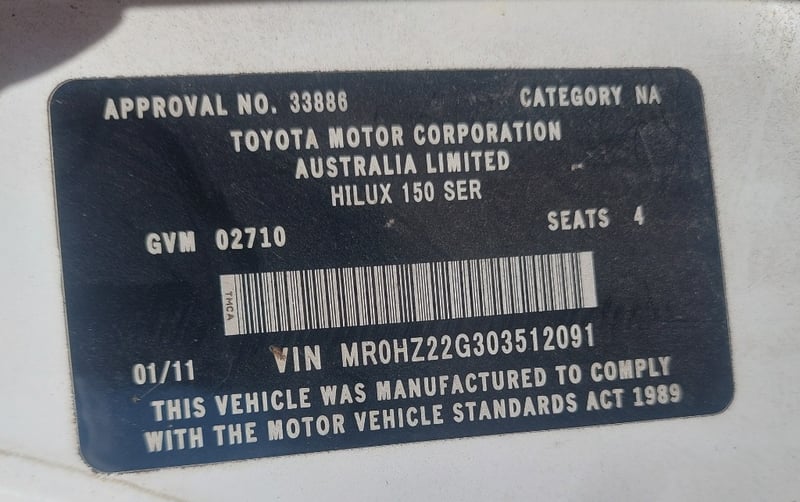 APPROVAL NO. 33886 CATEGORY NA
TOYOTA MOTOR CORPORATION
AUSTRALIA LIMITED
HILUX 150 SER
GVM 02710 SEATS 4
TMCA
VIN MR0HZ22G303512091
01/11
THIS VEHICLE WAS MANUFACTURED TO COMPLY
WITH THE MOTOR VEHICLE STANDARDS ACT 1989